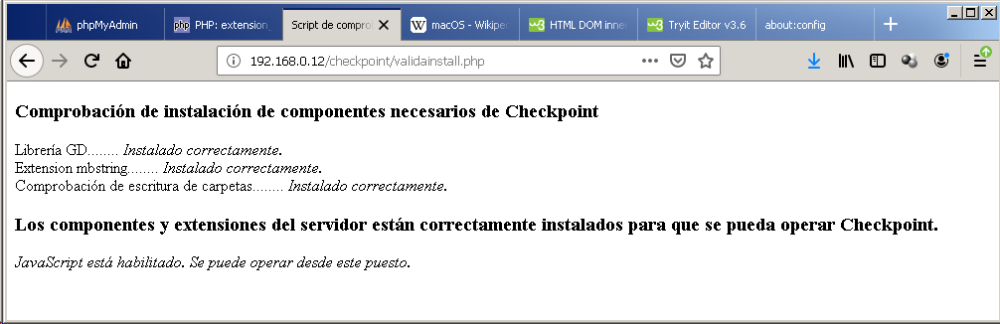 phpMyAdmin
PHP: extension_
Script de comprol
macOS - Wikiped
HTML DOM inner
Tryit Editor v3.6
about:config
192.168.0.12/checkpoint/validainstall.php
Comprobación de instalación de componentes necesarios de Checkpoint
Librería GD........ Instalado correctamente.
Extension mbstring........ Instalado correctamente.
Comprobación de escritura de carpetas........ Instalado correctamente.
Los componentes y extensiones del servidor están correctamente instalados para que se pueda operar Checkpoint.
JavaScript está habilitado. Se puede operar desde este puesto.